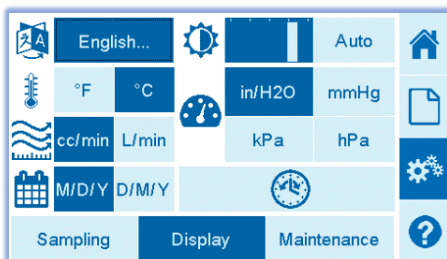 English...
Auto
°F °C in/H2O mmHg
cc/min L/min kPa hPa
M/D/Y D/M/Y
Sampling Display Maintenance